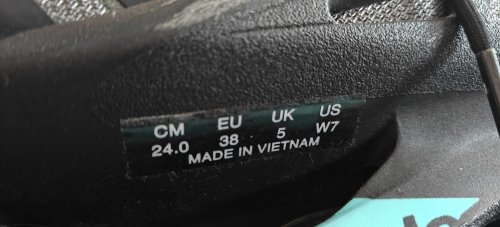 CM EU UK US
24.0 38 5 W7
MADE IN VIETNAM